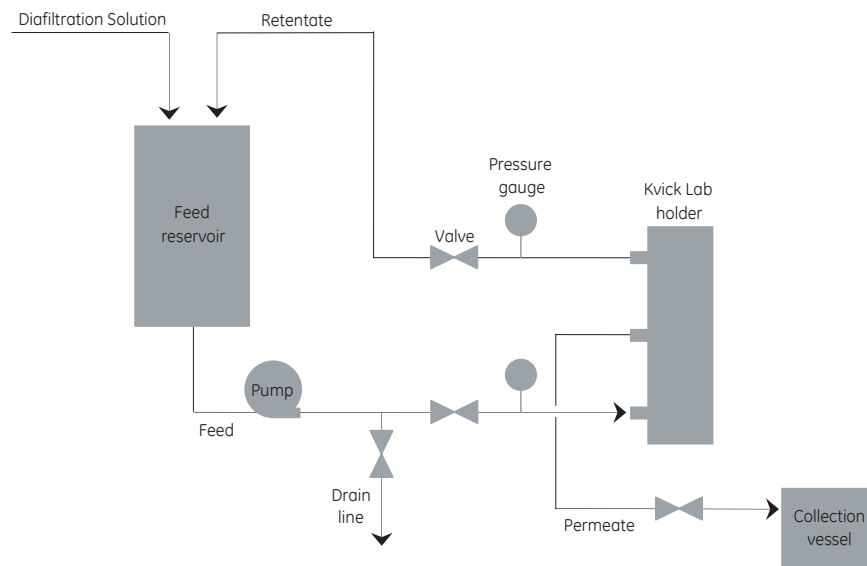 Diafiltration Solution
Retentate
Pressure
gauge
Kvick Lab
holder
Feed
reservoir
Valve
Pump
Feed
Drain
line
Permeate
Collection
vessel